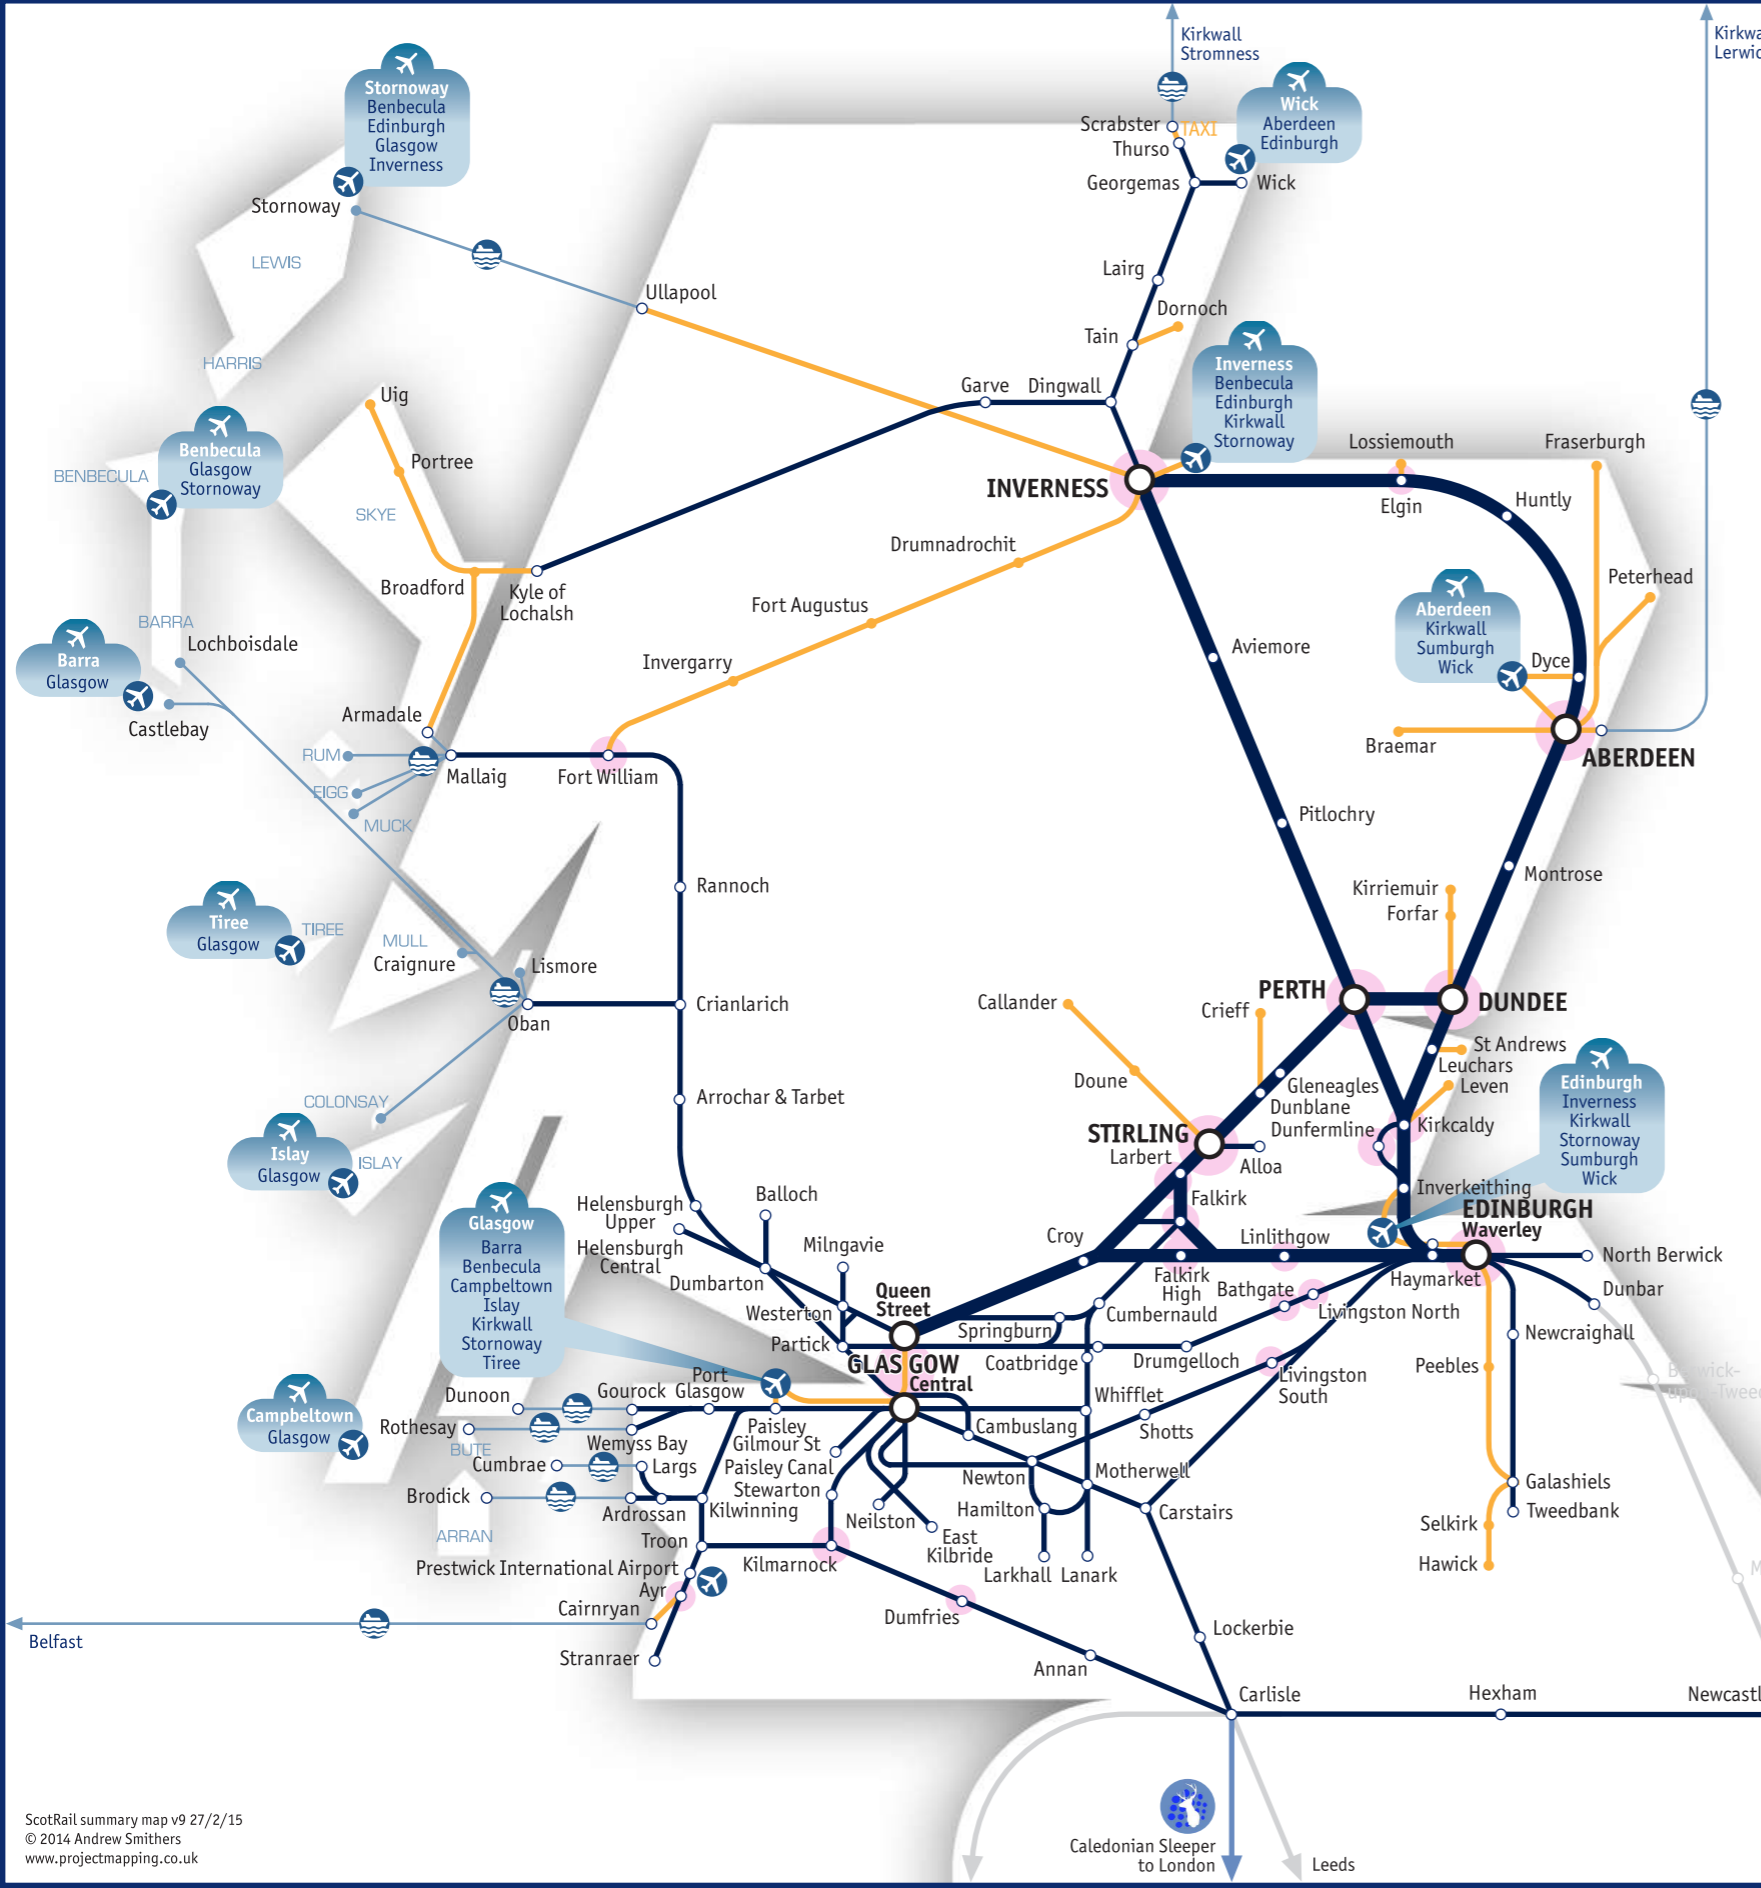 Kirkwall
Stromness
Stornoway
Benbecula
Edinburgh
Glasgow
Inverness
Wick
Aberdeen
Edinburgh
Scrabster
TAXI
Thurso
Georgemas
Wick
Stornoway
LEWIS
Lairg
Ullapool
Dornoch
Tain
HARRIS
Inverness
Benbecula
Edinburgh
Kirkwall
Stornoway
Uig
Garve
Dingwall
Benbecula
Glasgow
Stornoway
BENBECULA
Portree
SKYE
Lossiemouth
Fraserburgh
INVERNESS
Elgin
Huntly
Drumnadrochit
Broadford
Kyle of
Lochalsh
Peterhead
Fort Augustus
Aberdeen
Kirkwall
Sumburgh
Wick
BARRA
Lochboisdale
Barra
Glasgow
Invergarry
Aviemore
Dyce
Castlebay
Armadale
RUM
Mallaig
Fort William
Braemar
ABERDEEN
EIGG
MUCK
Pitlochry
Rannoch
Montrose
Kirriemuir
Forfar
Tiree
Glasgow
TIREE
MULL
Craignure
Lismore
Oban
Crianlarich
PERTH
DUNDEE
Callander
Crieff
St Andrews
Leuchars
Leven
Doune
Gleneagles
Dunblane
Dunfermline
Kirkcaldy
Edinburgh
Inverness
Kirkwall
Stornoway
Sumburgh
Wick
COLONSAY
Arrochar & Tarbet
Islay
Glasgow
ISLAY
STIRLING
Larbert
Alloa
Falkirk
Inverkeithing
EDINBURGH
Waverley
Glasgow
Barra
Benbecula
Campbeltown
Islay
Kirkwall
Stornoway
Tiree
Helensburgh
Upper
Helensburgh
Central
Balloch
Milngavie
Croy
Linlithgow
North Berwick
Dumbarton
Falkirk
High
Haymarket
Dunbar
Westerton
Queen
Street
Cumbernauld
Bathgate
Livingston North
Springburn
Newcraighall
Partick
GLASGOW
Central
Coatbridge
Drumgelloch
Peebles
Livingston
South
Dunoon
Gourock
Port
Glasgow
Campbeltown
Glasgow
Whifflet
Rothesay
BUTE
Wemyss Bay
Paisley
Gilmour St
Cambuslang
Shotts
Cumbrae
Largs
Paisley Canal
Newton
Motherwell
Stewarton
Galashiels
Brodick
Ardrossan
Kilwinning
Neilston
Hamilton
Carstairs
Tweedbank
ARRAN
Troon
East
Kilbride
Selkirk
Prestwick International Airport
Kilmarnock
Larkhall
Lanark
Hawick
Ayr
Cairnryan
Dumfries
Belfast
Lockerbie
Stranraer
Annan
Carlisle
Hexham
Caledonian Sleeper
to London
Leeds
ScotRail summary map v9 27/2/15
© 2014 Andrew Smithers
www.projectmapping.co.uk